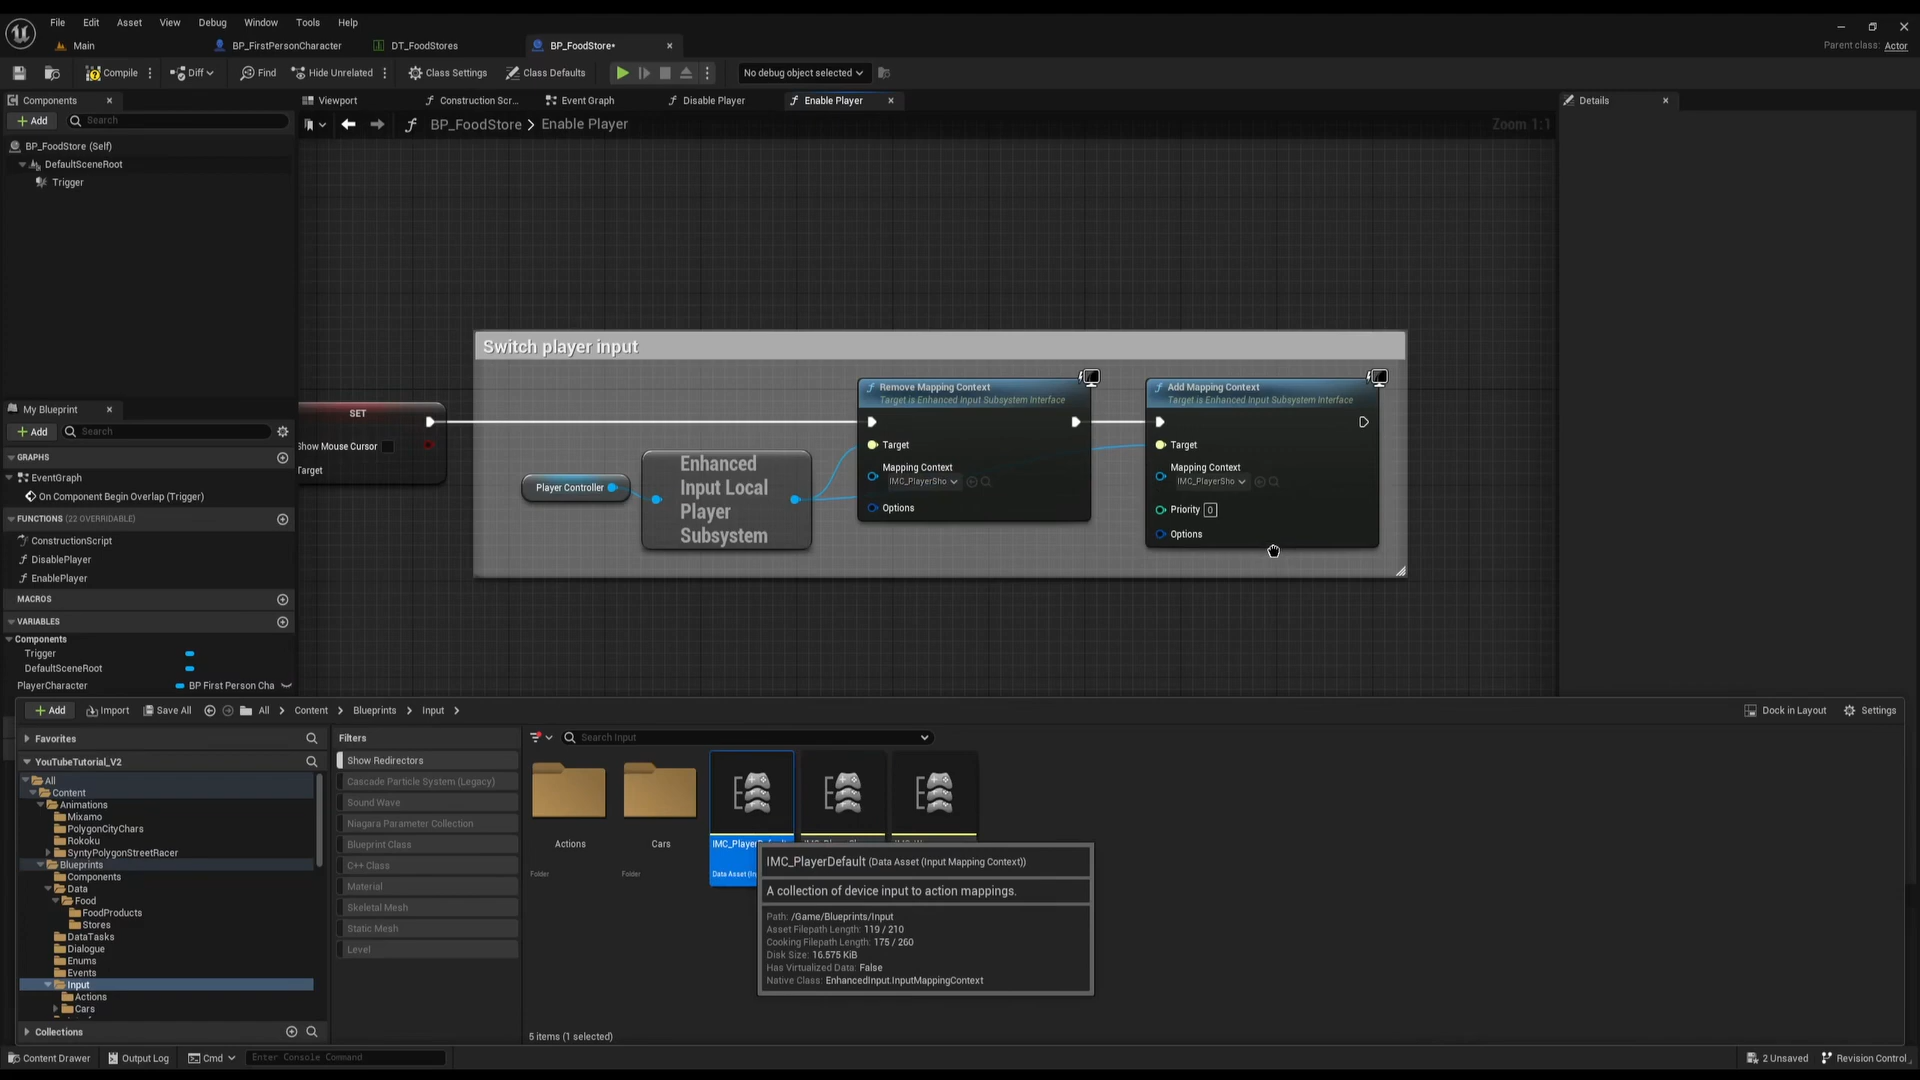 File Edit Asset View Debug Window Tools Help
Main BP_FirstPersonCharacter DT_FoodStores BP_FoodStore•
Parent class: Actor
Compile Diff Find Hide Unrelated Class Settings Class Defaults No debug object selected
Components
Viewport Construction Scr... Event Graph Disable Player Enable Player
Details
+ Add Search
BP_FoodStore > Enable Player
Zoom 1:1
BP_FoodStore (Self)
DefaultSceneRoot
Trigger
Switch player input
SET
Show Mouse Cursor
Target
Player Controller
Enhanced
Input Local
Player
Subsystem
Remove Mapping Context
Target is Enhanced Input Subsystem Interface
Target
Mapping Context
IMC_PlayerSho
Options
Add Mapping Context
Target is Enhanced Input Subsystem Interface
Target
Mapping Context
IMC_PlayerSho
Priority 0
Options
My Blueprint
+ Add Search
GRAPHS
EventGraph
On Component Begin Overlap (Trigger)
FUNCTIONS (22 OVERRIDABLE)
ConstructionScript
DisablePlayer
EnablePlayer
MACROS
VARIABLES
Components
Trigger
DefaultSceneRoot
PlayerCharacter BP First Person Cha
+ Add Import Save All All > Content > Blueprints > Input >
Dock in Layout Settings
Favorites
YouTubeTutorial_V2
All
Content
Animations
Mixamo
PolygonCityChars
Rokoku
SyntyPolygonStreetRacer
Blueprints
Components
Data
Food
FoodProducts
Stores
DataTasks
Dialogue
Enums
Events
Input
Actions
Cars
Collections
Filters
Show Redirectors
Cascade Particle System (Legacy)
Sound Wave
Niagara Parameter Collection
Blueprint Class
C++ Class
Material
Skeletal Mesh
Static Mesh
Level
Search Input
Actions
Folder
Cars
Folder
IMC_PlayerDefault
Data Asset (In
IMC_PlayerDefault (Data Asset (Input Mapping Context))
A collection of device input to action mappings.
Path: /Game/Blueprints/Input
Asset Filepath Length: 119 / 210
Cooking Filepath Length: 175 / 260
Disk Size: 16.575 KiB
Has Virtualized Data: False
Native Class: EnhancedInput.InputMappingContext
5 items (1 selected)
Content Drawer Output Log Cmd Enter Console Command
2 Unsaved Revision Control